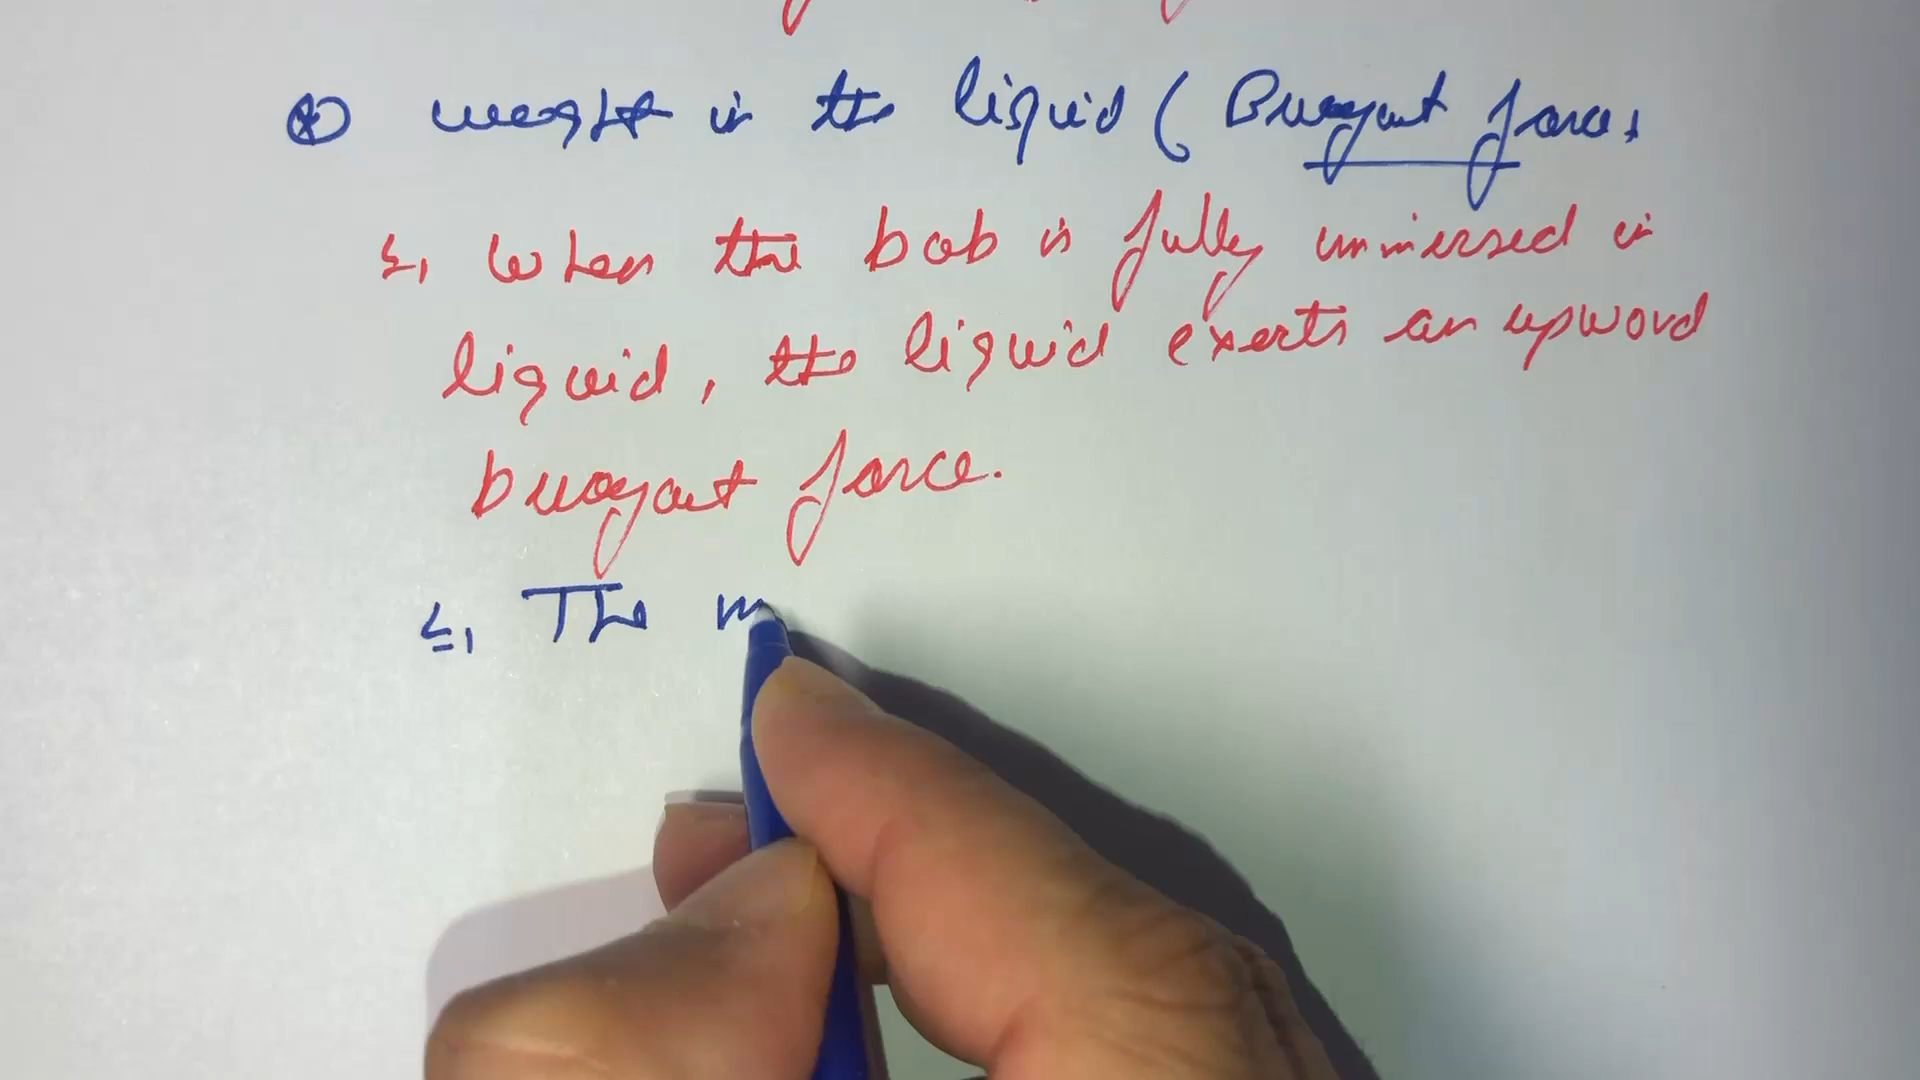 weight in the liquid ( Buoyant force,
When the bob is fully immersed in
liquid, the liquid exerts an upword
buoyant force.
The